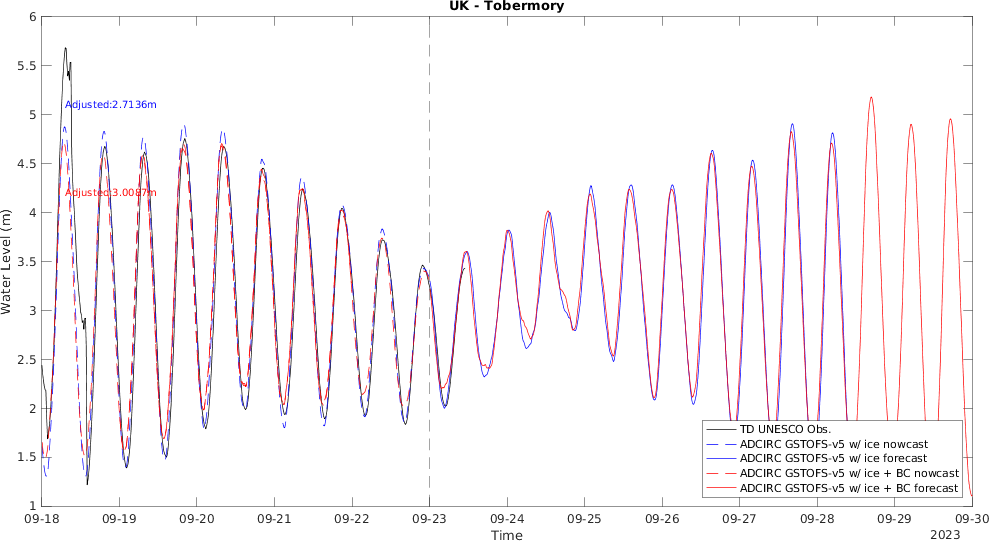 UK - Tobermory
6
5.5
5
4.5
4
3.5
3
2.5
2
1.5
1
Water Level (m)
Adjusted:2.7136m
Adjusted:3.0087m
TD UNESCO Obs.
ADCIRC GSTOFS-v5 w/ ice nowcast
ADCIRC GSTOFS-v5 w/ ice forecast
ADCIRC GSTOFS-v5 w/ ice + BC nowcast
ADCIRC GSTOFS-v5 w/ ice + BC forecast
09-18 09-19 09-20 09-21 09-22 09-23 09-24 09-25 09-26 09-27 09-28 09-29 09-30
Time
2023